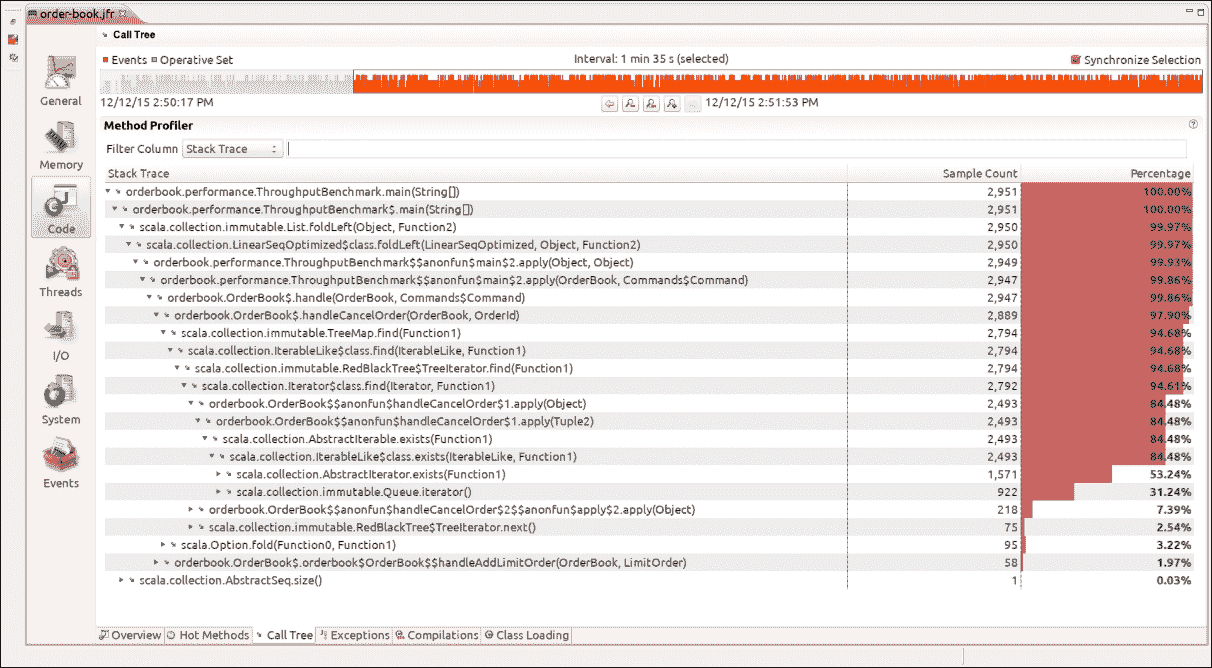 order-book.jfr
Call Tree
Events Operative Set Interval: 1 min 35 s (selected) Synchronize Selection
12/12/15 2:50:17 PM 12/12/15 2:51:53 PM
General
Memory
Code
Threads
I/O
System
Events
Method Profiler
Filter Column Stack Trace
Stack Trace Sample Count Percentage
orderbook.performance.ThroughputBenchmark.main(String[]) 2,951 100.00%
orderbook.performance.ThroughputBenchmark$.main(String[]) 2,951 100.00%
scala.collection.immutable.List.foldLeft(Object, Function2) 2,950 99.97%
scala.collection.LinearSeqOptimized$class.foldLeft(LinearSeqOptimized, Object, Function2) 2,950 99.97%
orderbook.performance.ThroughputBenchmark$$anonfun$main$2.apply(Object, Object) 2,949 99.93%
orderbook.performance.ThroughputBenchmark$$anonfun$main$2.apply(OrderBook, Commands$Command) 2,947 99.86%
orderbook.OrderBook$.handle(OrderBook, Commands$Command) 2,947 99.86%
orderbook.OrderBook$.handleCancelOrder(OrderBook, OrderId) 2,889 97.90%
scala.collection.immutable.TreeMap.find(Function1) 2,794 94.68%
scala.collection.IterableLike$class.find(IterableLike, Function1) 2,794 94.68%
scala.collection.immutable.RedBlackTree$TreeIterator.find(Function1) 2,794 94.68%
scala.collection.Iterator$class.find(Iterator, Function1) 2,792 94.61%
orderbook.OrderBook$$anonfun$handleCancelOrder$1.apply(Object) 2,493 84.48%
orderbook.OrderBook$$anonfun$handleCancelOrder$1.apply(Tuple2) 2,493 84.48%
scala.collection.AbstractIterable.exists(Function1) 2,493 84.48%
scala.collection.IterableLike$class.exists(IterableLike, Function1) 2,493 84.48%
scala.collection.AbstractIterator.exists(Function1) 1,571 53.24%
scala.collection.immutable.Queue.iterator() 922 31.24%
orderbook.OrderBook$$anonfun$handleCancelOrder$2$$anonfun$apply$2.apply(Object) 218 7.39%
scala.collection.immutable.RedBlackTree$TreeIterator.next() 75 2.54%
scala.Option.fold(Function0, Function1) 95 3.22%
orderbook.OrderBook$.orderbook$OrderBook$$handleAddLimitOrder(OrderBook, LimitOrder) 58 1.97%
scala.collection.AbstractSeq.size() 1 0.03%
Overview Hot Methods Call Tree Exceptions Compilations Class Loading